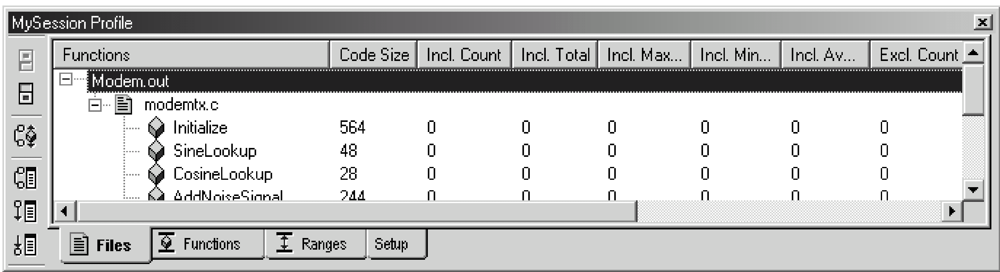 MySession Profile
Functions Code Size Incl. Count Incl. Total Incl. Max... Incl. Min... Incl. Av... Excl. Count
Modem.out
modemtx.c
Initialize 564 0 0 0 0 0 0
SineLookup 48 0 0 0 0 0 0
CosineLookup 28 0 0 0 0 0 0
AddNoiseSignal 244 0 0 0 0 0 0
Files Functions Ranges Setup